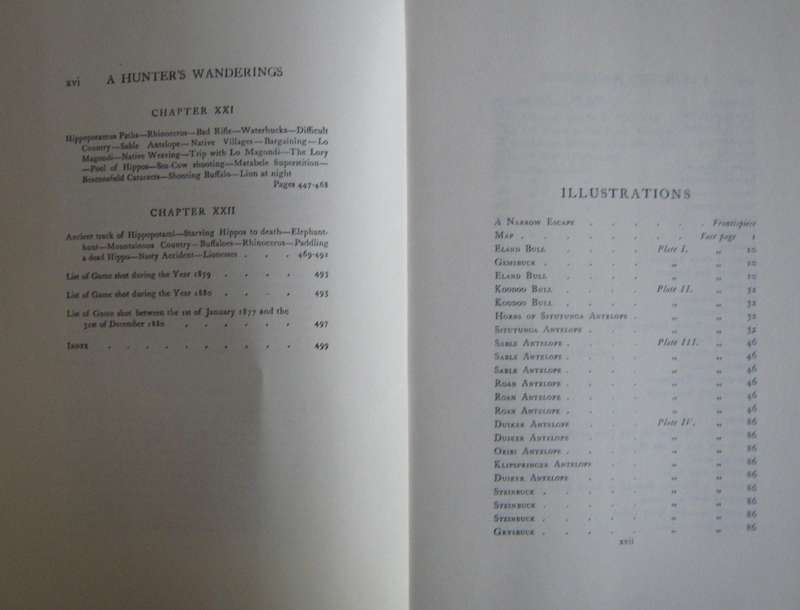 xvi A HUNTER'S WANDERINGS
CHAPTER XXI
Hippopotamus Paths—Rhinoceros—Bad Rifle—Waterbucks—Difficult
Country—Sable Antelope—Native Villages—Bargaining—Lo
Magondi—Native Weaving—Trip with Lo Magondi—The Lory
—Pool of Hippos—Sea-Cow shooting—Matabele Superstition—
Cataracts—Shooting Buffalo—Lion at night
Pages 447-468
CHAPTER XXII
Ancient track of Hippopotami—Starving Hippos to death—Elephant-
hunt—Mountainous Country—Buffaloes—Rhinoceros—Paddling
a dead Hippo—Nasty Accident—Lionesses . . . 469-492
List of Game shot during the Year 1879 . . . . 493
List of Game shot during the Year 1880 . . . . 495
List of Game shot between the 1st of January 1877 and the
31st of December 1880 . . . . . . 497
INDEX . . . . . . . . . 499
ILLUSTRATIONS
A NARROW ESCAPE . . . . . . Frontispiece
MAP . . . . . . . Face page 1
ELAND BULL . . . Plate I. „ 10
GEMSBUCK . . . . „ „ 10
ELAND BULL . . . „ „ 10
KOODOO BULL . . . Plate II. „ 32
KOODOO BULL . . . „ „ 32
HORNS OF SITUTUNGA ANTELOPE . „ „ 32
SITUTUNGA ANTELOPE . . . „ „ 32
SABLE ANTELOPE . . . . Plate III. „ 46
SABLE ANTELOPE . . . . „ „ 46
SABLE ANTELOPE . . . . „ „ 46
ROAN ANTELOPE . . . . „ „ 46
ROAN ANTELOPE . . . . „ „ 46
ROAN ANTELOPE . . . . „ „ 46
DUIKER ANTELOPE . . . Plate IV. „ 86
DUIKER ANTELOPE . . . „ „ 86
ORIBI ANTELOPE . . . . „ „ 86
KLIPSPRINGER ANTELOPE . . „ „ 86
DUIKER ANTELOPE . . . „ „ 86
STEINBUCK . . . . . „ „ 86
STEINBUCK . . . . . „ „ 86
STEINBUCK . . . . . „ „ 86
GRYSBUCK . . . . . „ „ 86
xvii